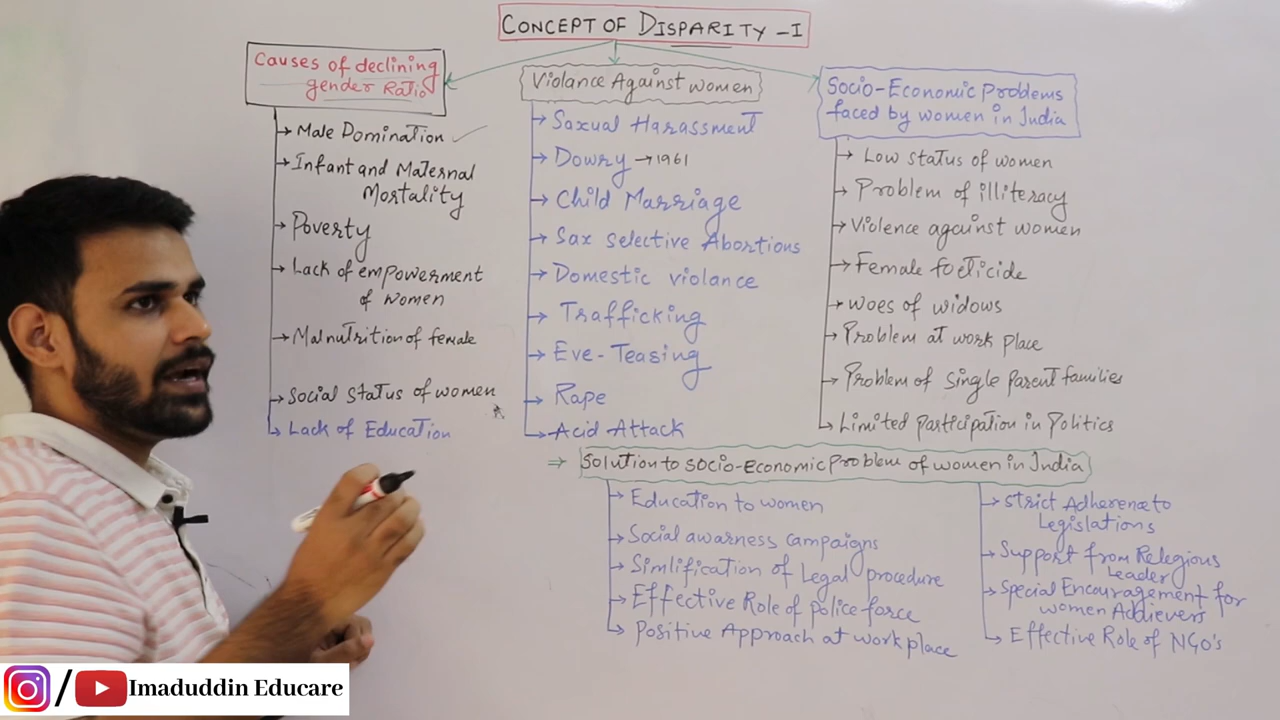 CONCEPT OF DISPARITY -I
Causes of declining
gender Ratio
Male Domination
Infant and Maternal
Mortality
Poverty
Lack of empowerment
of women
Malnutrition of female
Social status of women
Lack of Education
Violance Against women
Saxual Harassment
Dowry → 1961
Child Marriage
Sax selective Abortions
Domestic violance
Trafficking
Eve-Teasing
Rape
Acid Attack
Socio-Economic Problems
faced by women in India
Low status of women
Problem of illiteracy
Violence against women
Female foeticide
Woes of widows
Problem at work place
Problem of single parent families
Limited participation in Politics
⇒ Solution to socio-Economic Problem of women in India
Education to women
Social awarness campaigns
Simlification of Legal procedure
Effective Role of police force
Positive Approach at work place
Strict Adherence to
Legislations
Support from Relegious
Leader
Special Encouragement for
women Achievers
Effective Role of NGO's
/ Imaduddin Educare